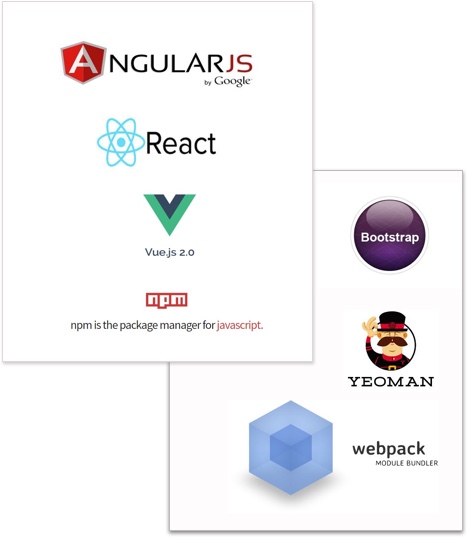 ANGULARJS
by Google
React
Vue.js 2.0
npm
npm is the package manager for javascript.
Bootstrap
YEOMAN
webpack
MODULE BUNDLER